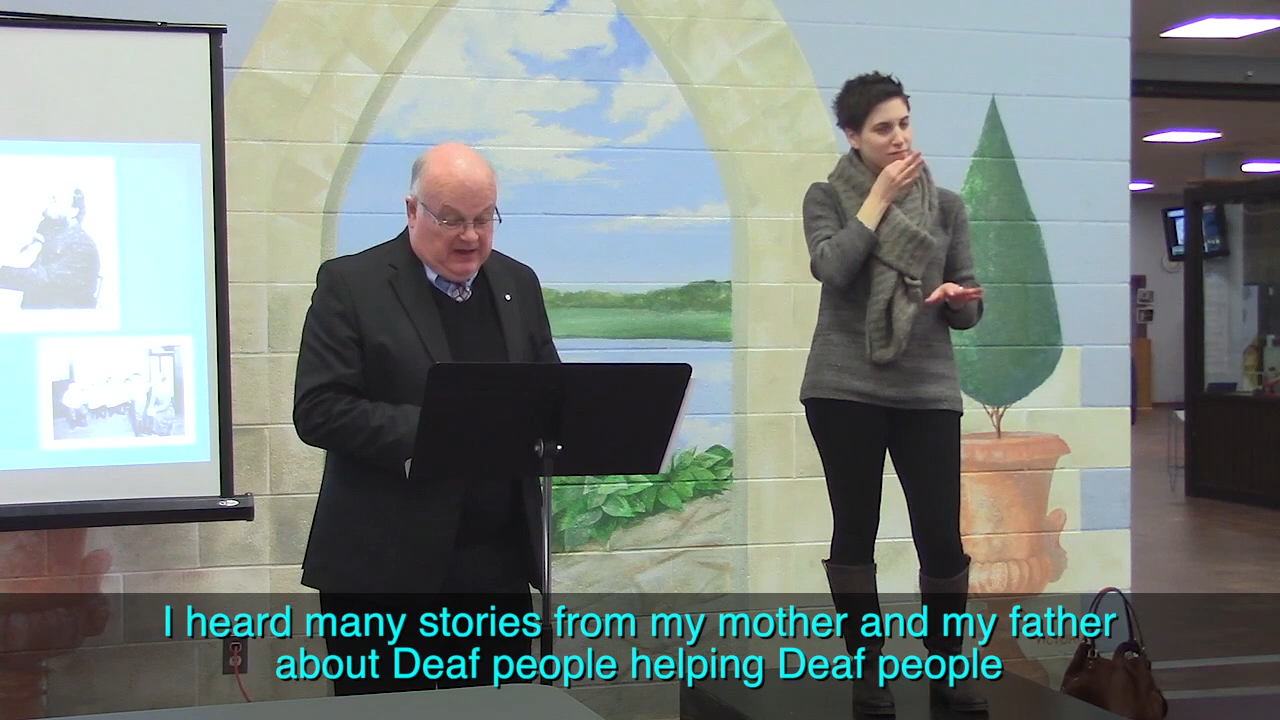 I heard many stories from my mother and my father
about Deaf people helping Deaf people